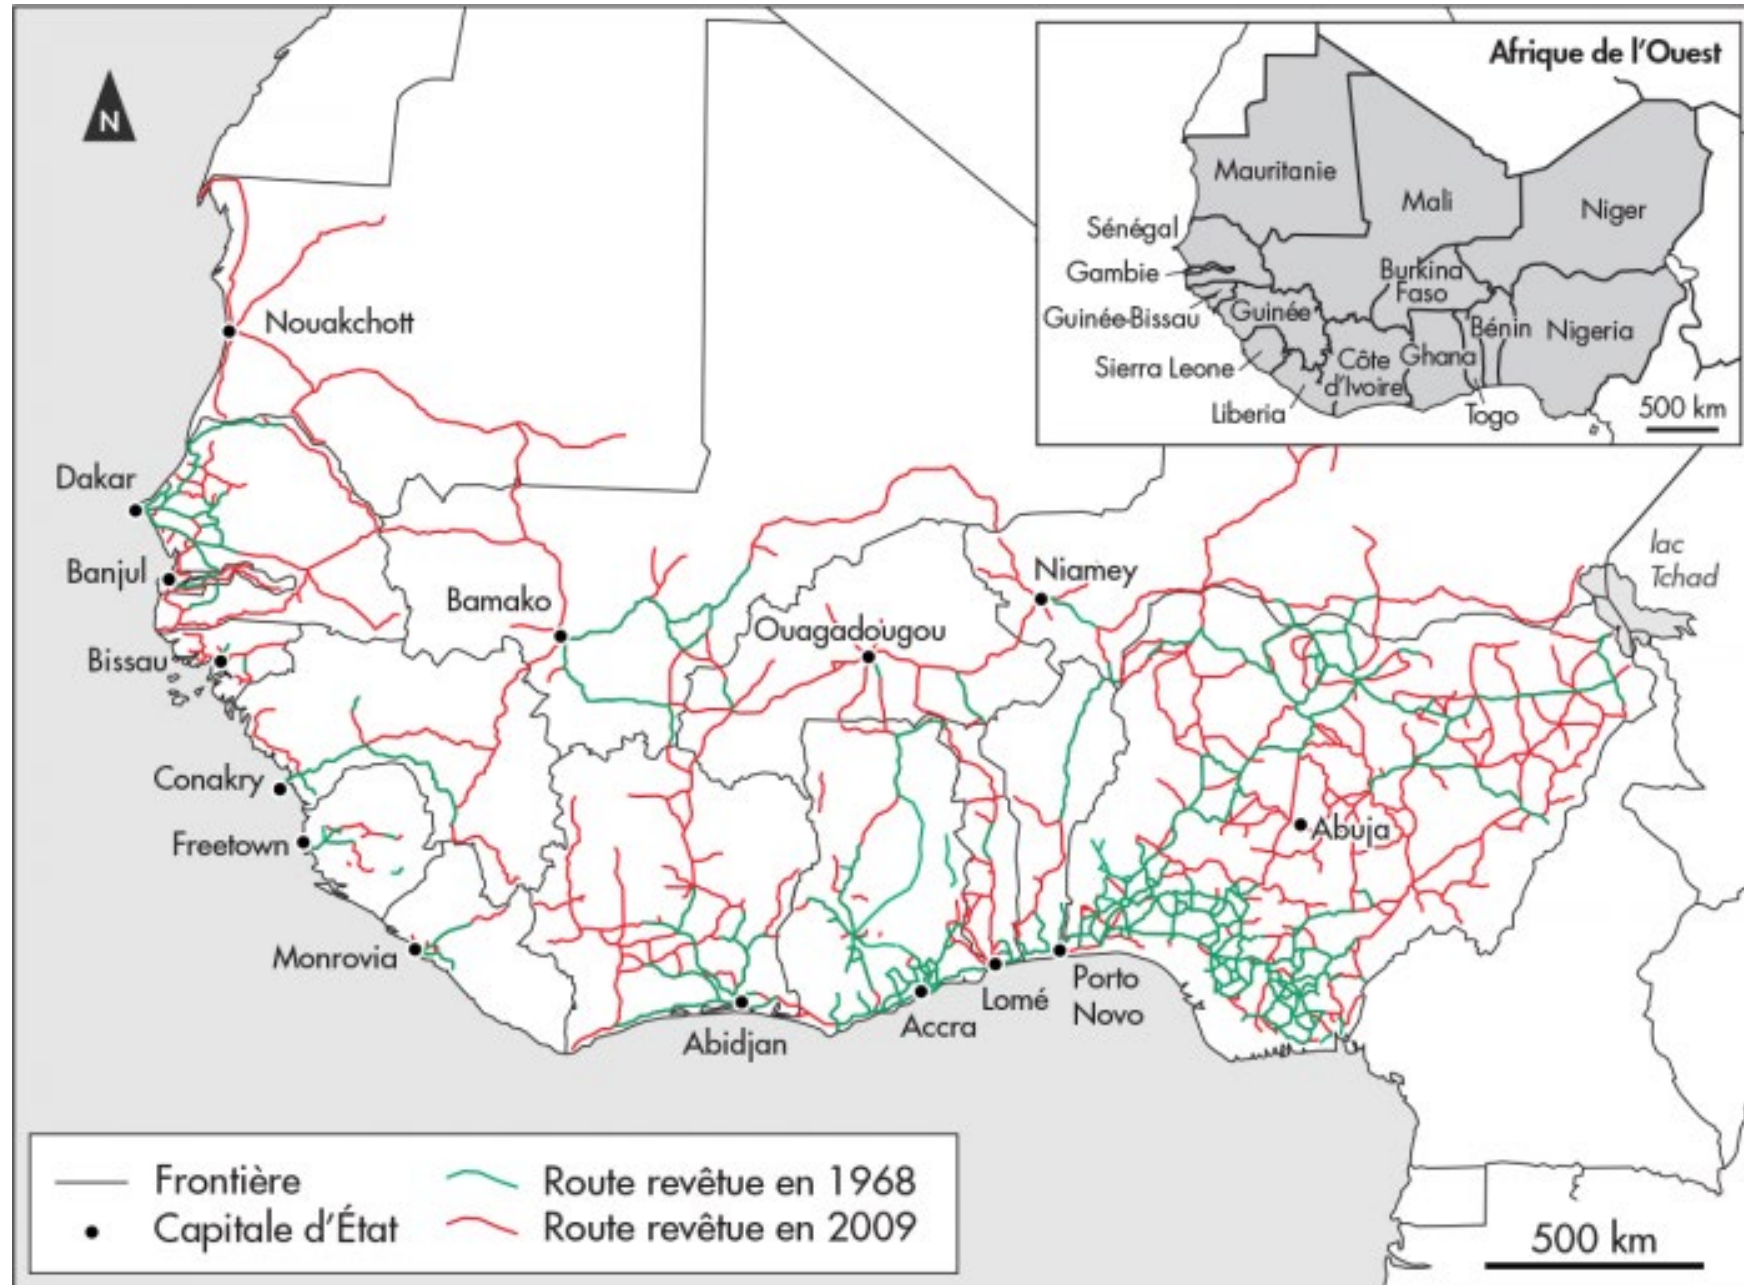 N
Afrique de l'Ouest
Mauritanie
Mali
Niger
Sénégal
Gambie
Burkina
Faso
Guinée-Bissau
Guinée
Bénin
Nigeria
Sierra Leone
Côte
d'Ivoire
Ghana
Liberia
Togo
500 km
Nouakchott
Dakar
Banjul
Bamako
Niamey
lac
Tchad
Ouagadougou
Bissau
Conakry
Freetown
Abuja
Monrovia
Abidjan
Accra
Lomé
Porto
Novo
Frontière
Capitale d'État
Route revêtue en 1968
Route revêtue en 2009
500 km